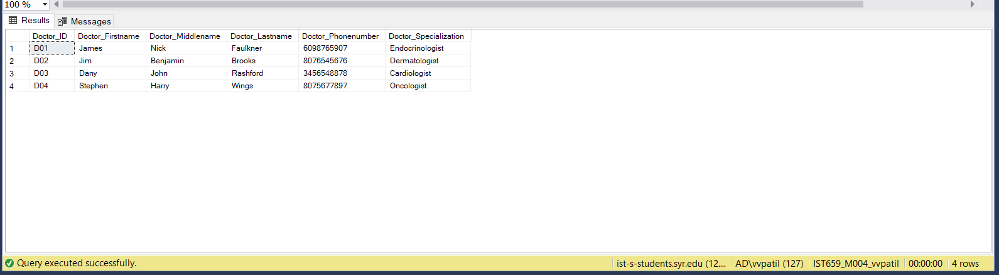 100 %
Results Messages
Doctor_ID Doctor_Firstname Doctor_Middlename Doctor_Lastname Doctor_Phonenumber Doctor_Specialization
1 D01 James Nick Faulkner 6098765907 Endocrinologist
2 D02 Jim Benjamin Brooks 8076545676 Dermatologist
3 D03 Dany John Rashford 3456548878 Cardiologist
4 D04 Stephen Harry Wings 8075677897 Oncologist
Query executed successfully. ist-s-students.syr.edu (12.... AD\vvpatil (127) IST659_M004_vvpatil 00:00:00 4 rows